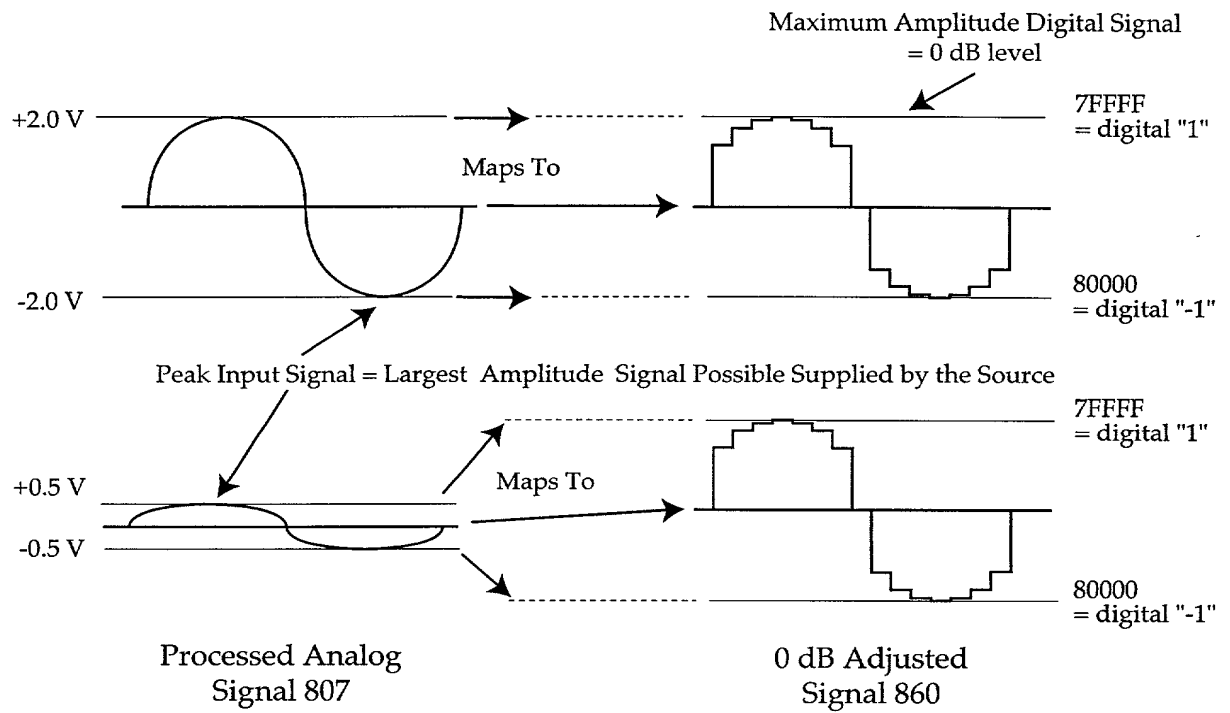 Maximum Amplitude Digital Signal
= 0 dB level
+2.0 V
7FFFF
= digital "1"
Maps To
-2.0 V
80000
= digital "-1"
Peak Input Signal = Largest Amplitude Signal Possible Supplied by the Source
7FFFF
= digital "1"
+0.5 V
Maps To
-0.5 V
80000
= digital "-1"
Processed Analog
Signal 807
0 dB Adjusted
Signal 860